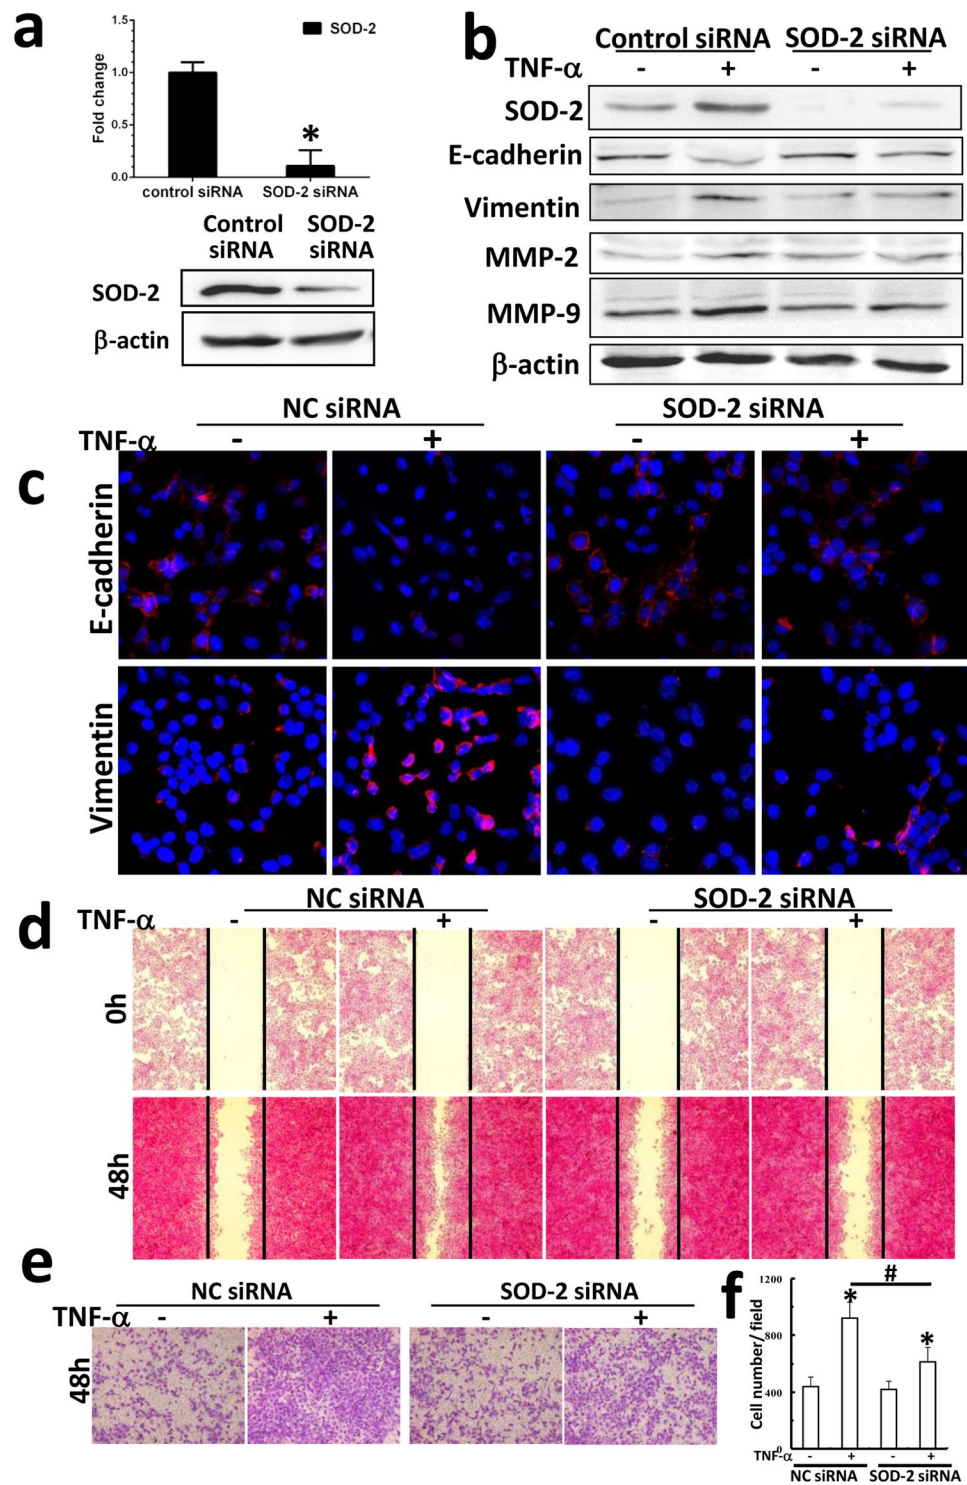 a
1.5
1.0
0.5
0.0
Fold change
SOD-2
*
control siRNA SOD-2 siRNA
Control siRNA SOD-2 siRNA
SOD-2
β-actin
b
Control siRNA SOD-2 siRNA
TNF-α - + - +
SOD-2
E-cadherin
Vimentin
MMP-2
MMP-9
β-actin
c
NC siRNA SOD-2 siRNA
TNF-α - + - +
E-cadherin
Vimentin
d
NC siRNA SOD-2 siRNA
TNF-α - + - +
0h
48h
e
NC siRNA SOD-2 siRNA
TNF-α - + - +
48h
f
1200
800
400
0
Cell number/ field
* # *
TNF-α - + - +
NC siRNA SOD-2 siRNA